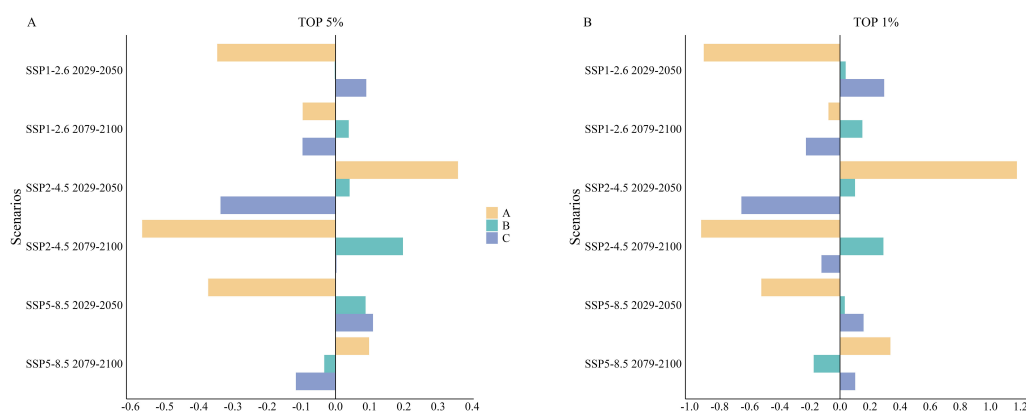 A
TOP 5%
Scenarios
SSP1-2.6 2029-2050
SSP1-2.6 2079-2100
SSP2-4.5 2029-2050
SSP2-4.5 2079-2100
SSP5-8.5 2029-2050
SSP5-8.5 2079-2100
-0.6 -0.5 -0.4 -0.3 -0.2 -0.1 0.0 0.1 0.2 0.3 0.4
A
B
C
B
TOP 1%
Scenarios
SSP1-2.6 2029-2050
SSP1-2.6 2079-2100
SSP2-4.5 2029-2050
SSP2-4.5 2079-2100
SSP5-8.5 2029-2050
SSP5-8.5 2079-2100
-1.0 -0.8 -0.6 -0.4 -0.2 0.0 0.2 0.4 0.6 0.8 1.0 1.2